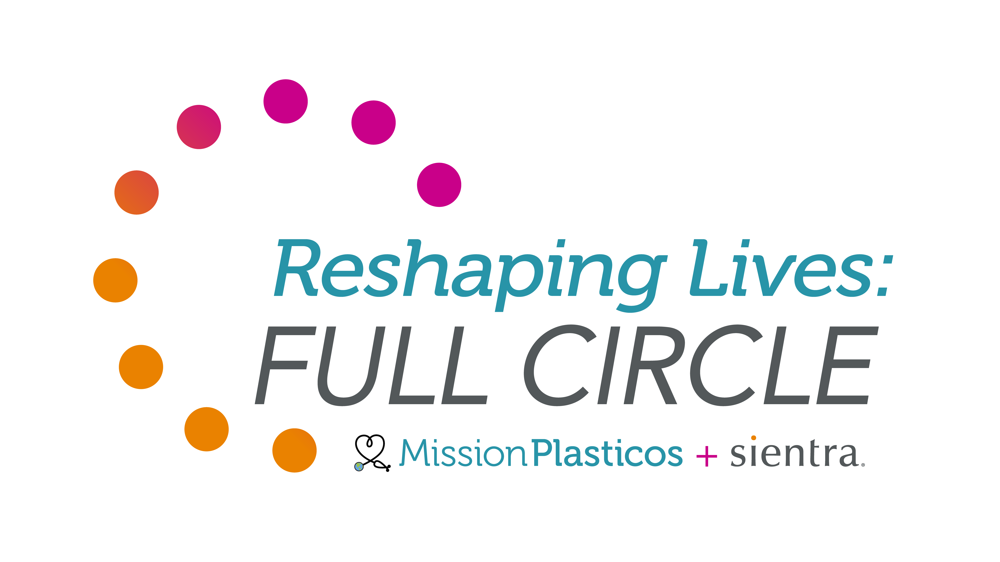 Reshaping Lives:
FULL CIRCLE
MissionPlasticos + sientra®